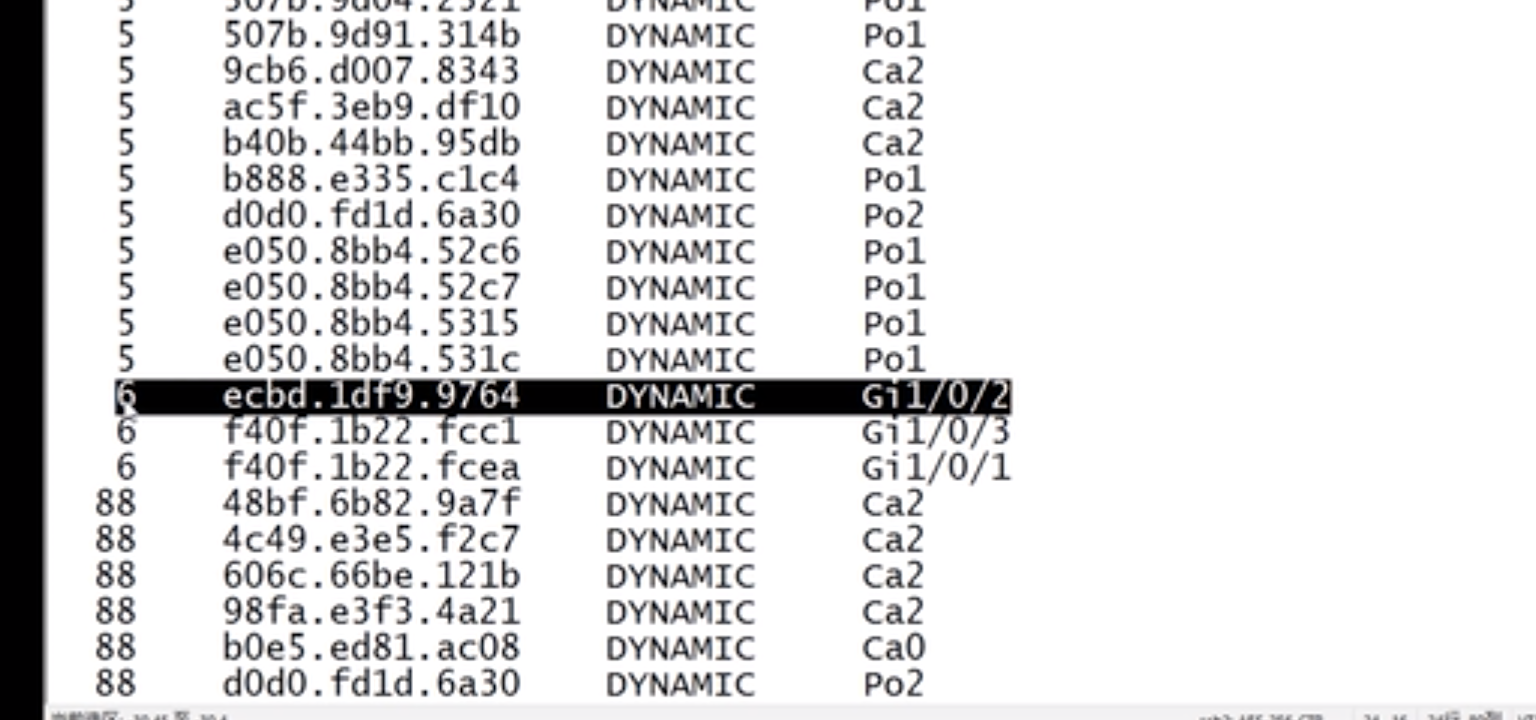 5 507b.9d04.2321 DYNAMIC Po1
5 507b.9d91.314b DYNAMIC Po1
5 9cb6.d007.8343 DYNAMIC Ca2
5 ac5f.3eb9.df10 DYNAMIC Ca2
5 b40b.44bb.95db DYNAMIC Ca2
5 b888.e335.c1c4 DYNAMIC Po1
5 d0d0.fd1d.6a30 DYNAMIC Po2
5 e050.8bb4.52c6 DYNAMIC Po1
5 e050.8bb4.52c7 DYNAMIC Po1
5 e050.8bb4.5315 DYNAMIC Po1
5 e050.8bb4.531c DYNAMIC Po1
6 ecbd.1df9.9764 DYNAMIC Gi1/0/2
6 f40f.1b22.fcc1 DYNAMIC Gi1/0/3
6 f40f.1b22.fcea DYNAMIC Gi1/0/1
88 48bf.6b82.9a7f DYNAMIC Ca2
88 4c49.e3e5.f2c7 DYNAMIC Ca2
88 606c.66be.121b DYNAMIC Ca2
88 98fa.e3f3.4a21 DYNAMIC Ca2
88 b0e5.ed81.ac08 DYNAMIC Ca0
88 d0d0.fd1d.6a30 DYNAMIC Po2